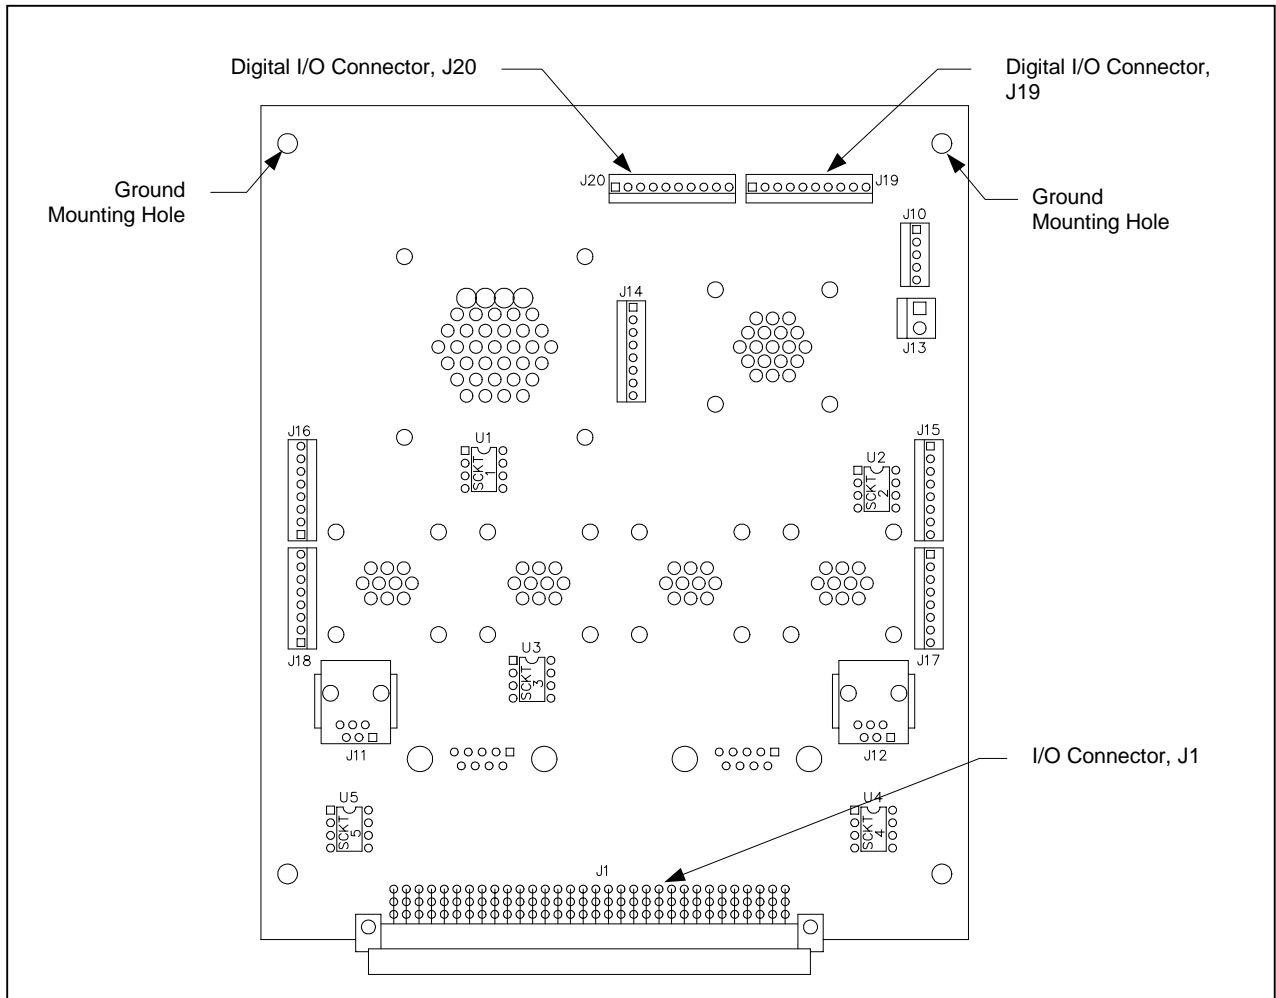 Digital I/O Connector, J20
Digital I/O Connector,
J19
Ground
Mounting Hole
Ground
Mounting Hole
J20
J19
J10
J14
J13
J16
U1
SCKT
1
J15
U2
SCKT
2
J18
U3
SCKT
3
J17
J11
J12
I/O Connector, J1
U5
SCKT
5
U4
SCKT
4
J1